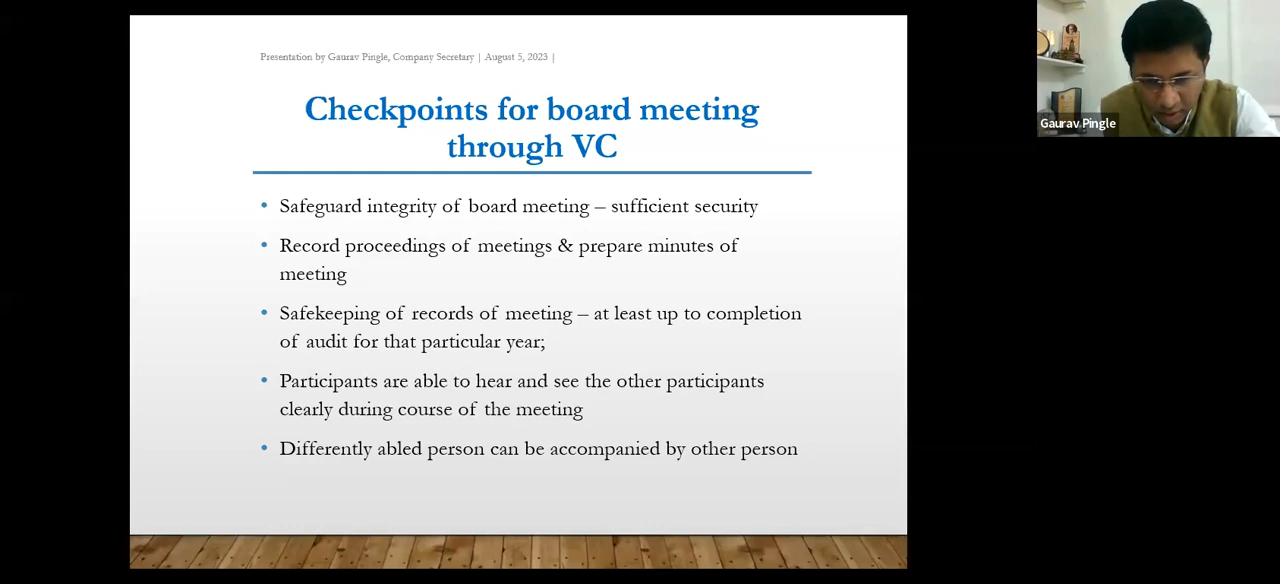 Presentation by Gaurav Pingle, Company Secretary | August 5, 2023 |
Checkpoints for board meeting
through VC
• Safeguard integrity of board meeting – sufficient security
• Record proceedings of meetings & prepare minutes of
meeting
• Safekeeping of records of meeting – at least up to completion
of audit for that particular year;
• Participants are able to hear and see the other participants
clearly during course of the meeting
• Differently abled person can be accompanied by other person
Gaurav Pingle